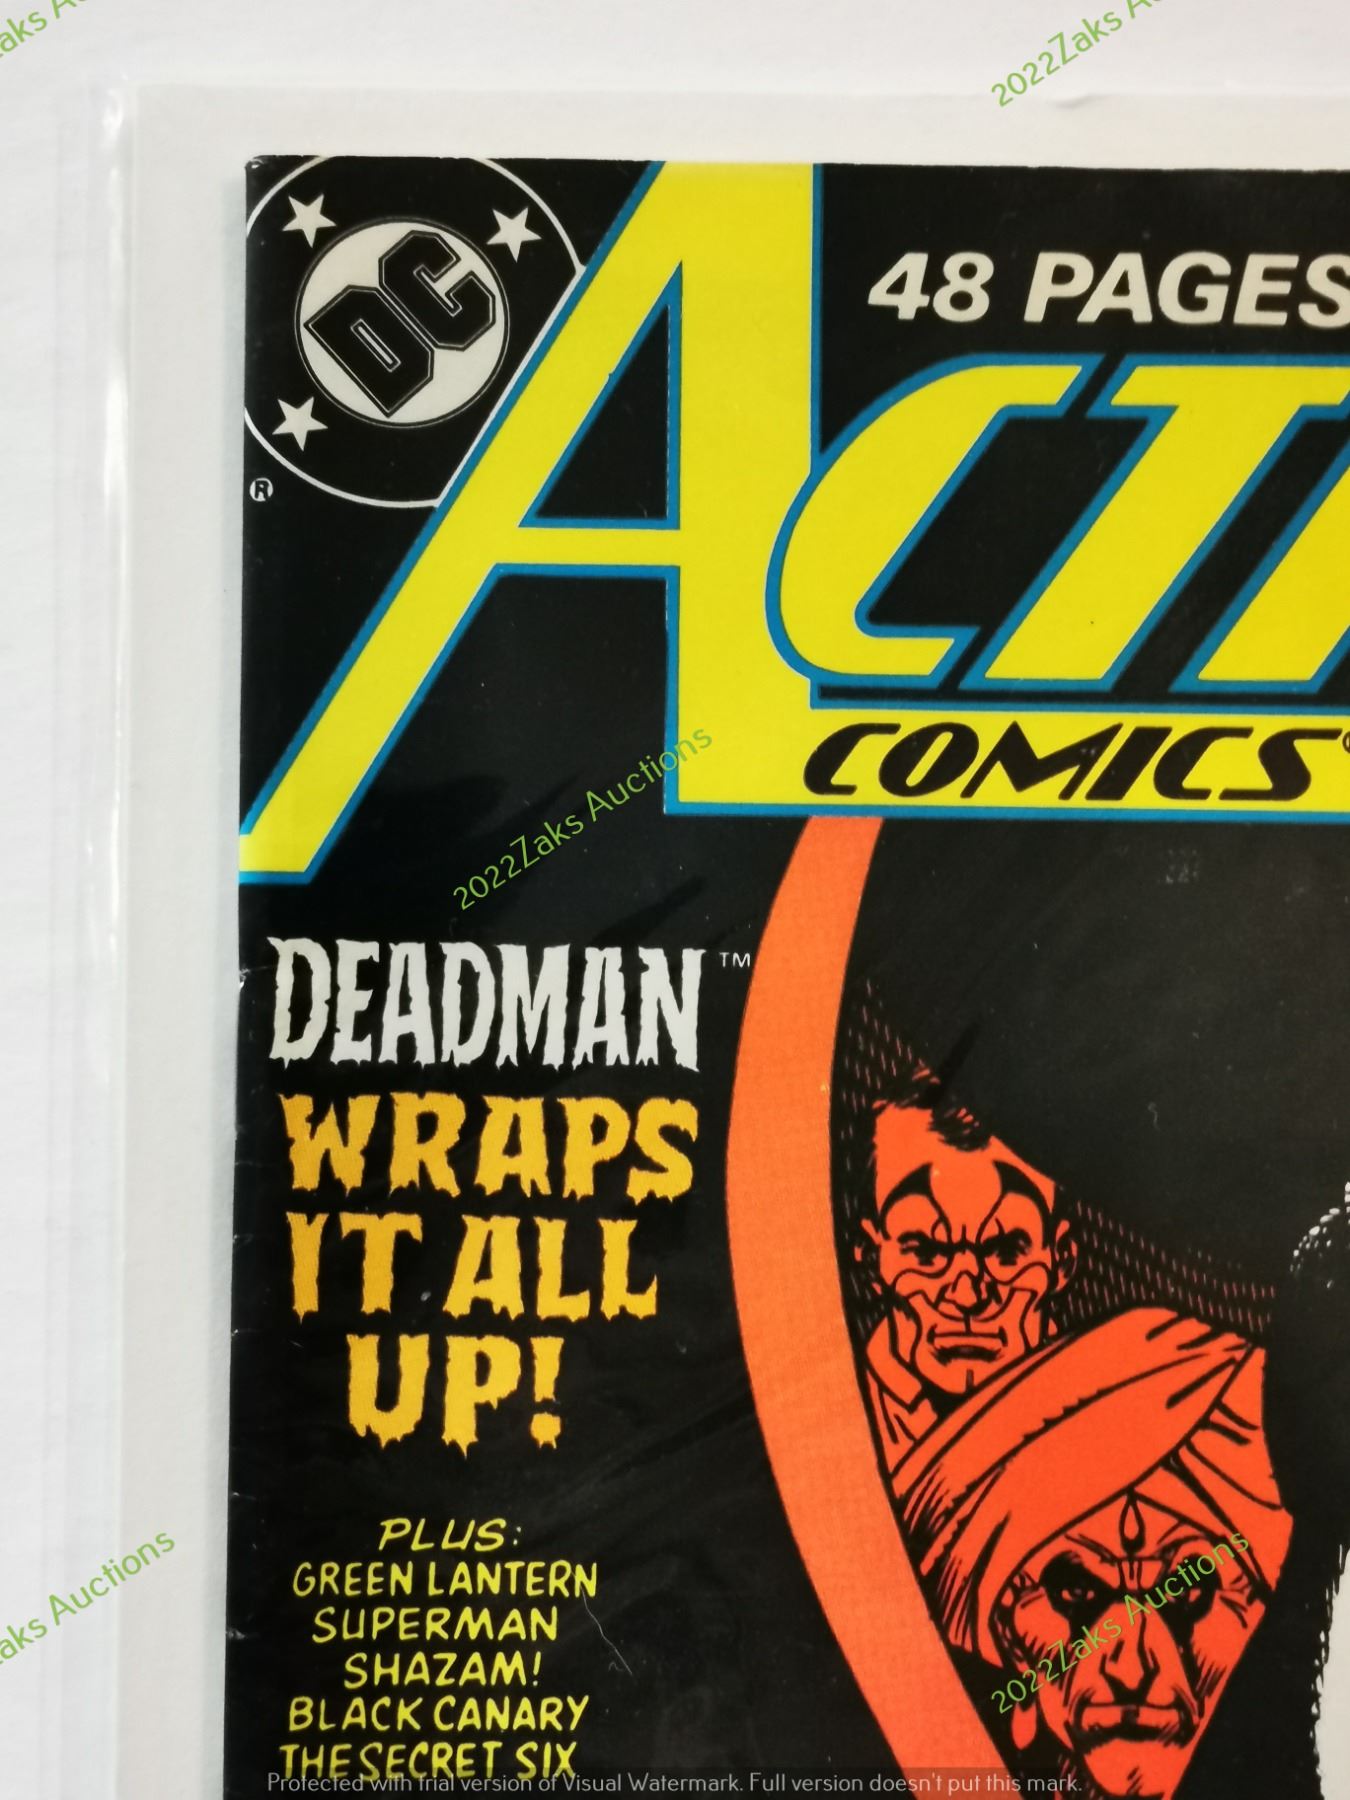 aks
2022Zaks A
DC
®
48 PAGES
ACTI
COMICS®
2022Zaks Auctions
DEADMAN™
WRAPS
IT ALL
UP!
PLUS:
GREEN LANTERN
SUPERMAN
SHAZAM!
BLACK CANARY
THE SECRET SIX
aks Auctions
2022Zaks Auctions
Protected with trial version of Visual Watermark. Full version doesn't put this mark.